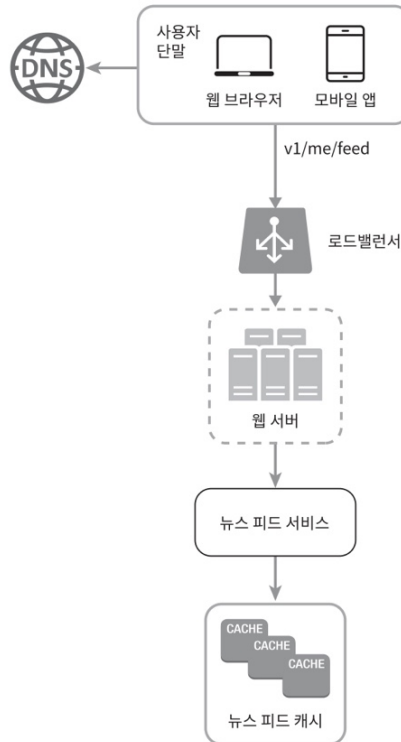 사용자
단말
DNS
웹 브라우저
모바일 앱
v1/me/feed
로드밸런서
웹 서버
뉴스 피드 서비스
CACHE
CACHE
CACHE
뉴스 피드 캐시